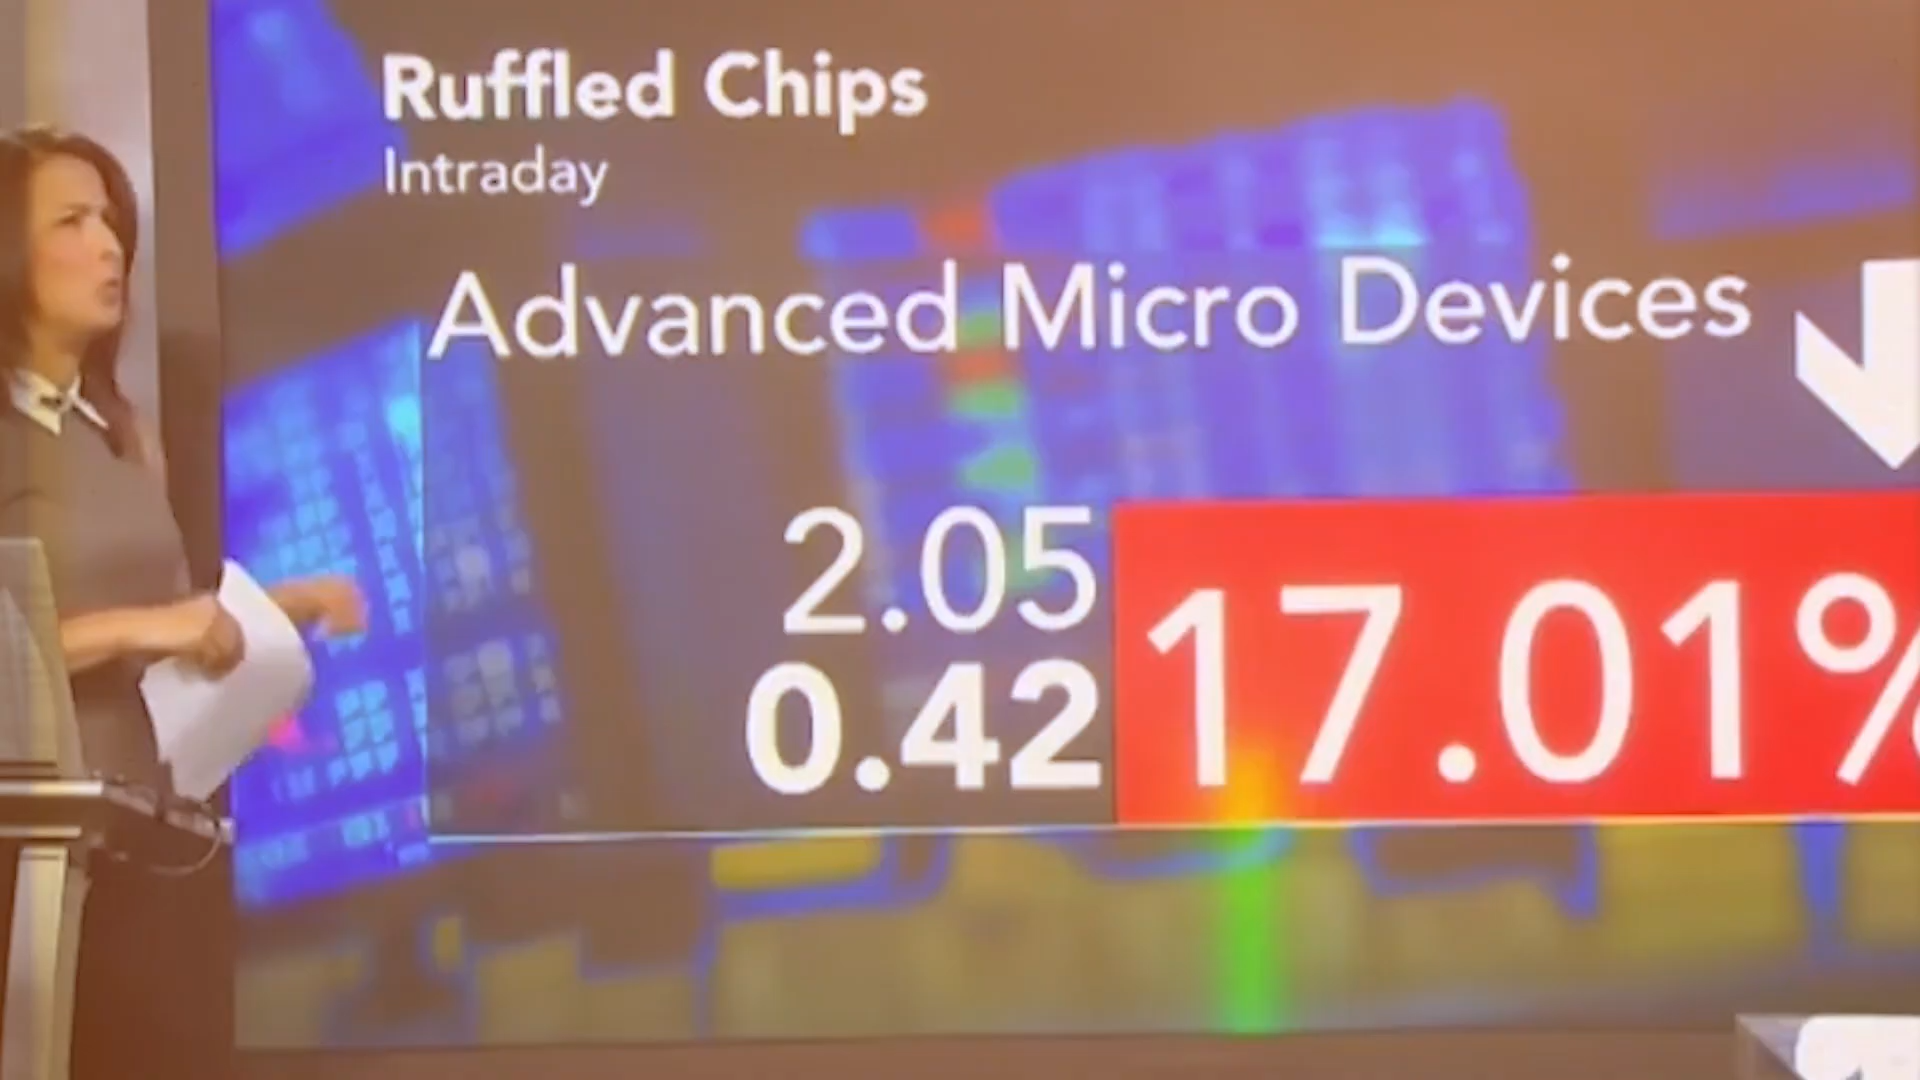 Ruffled Chips
Intraday
Advanced Micro Devices
2.05
0.42 17.01%